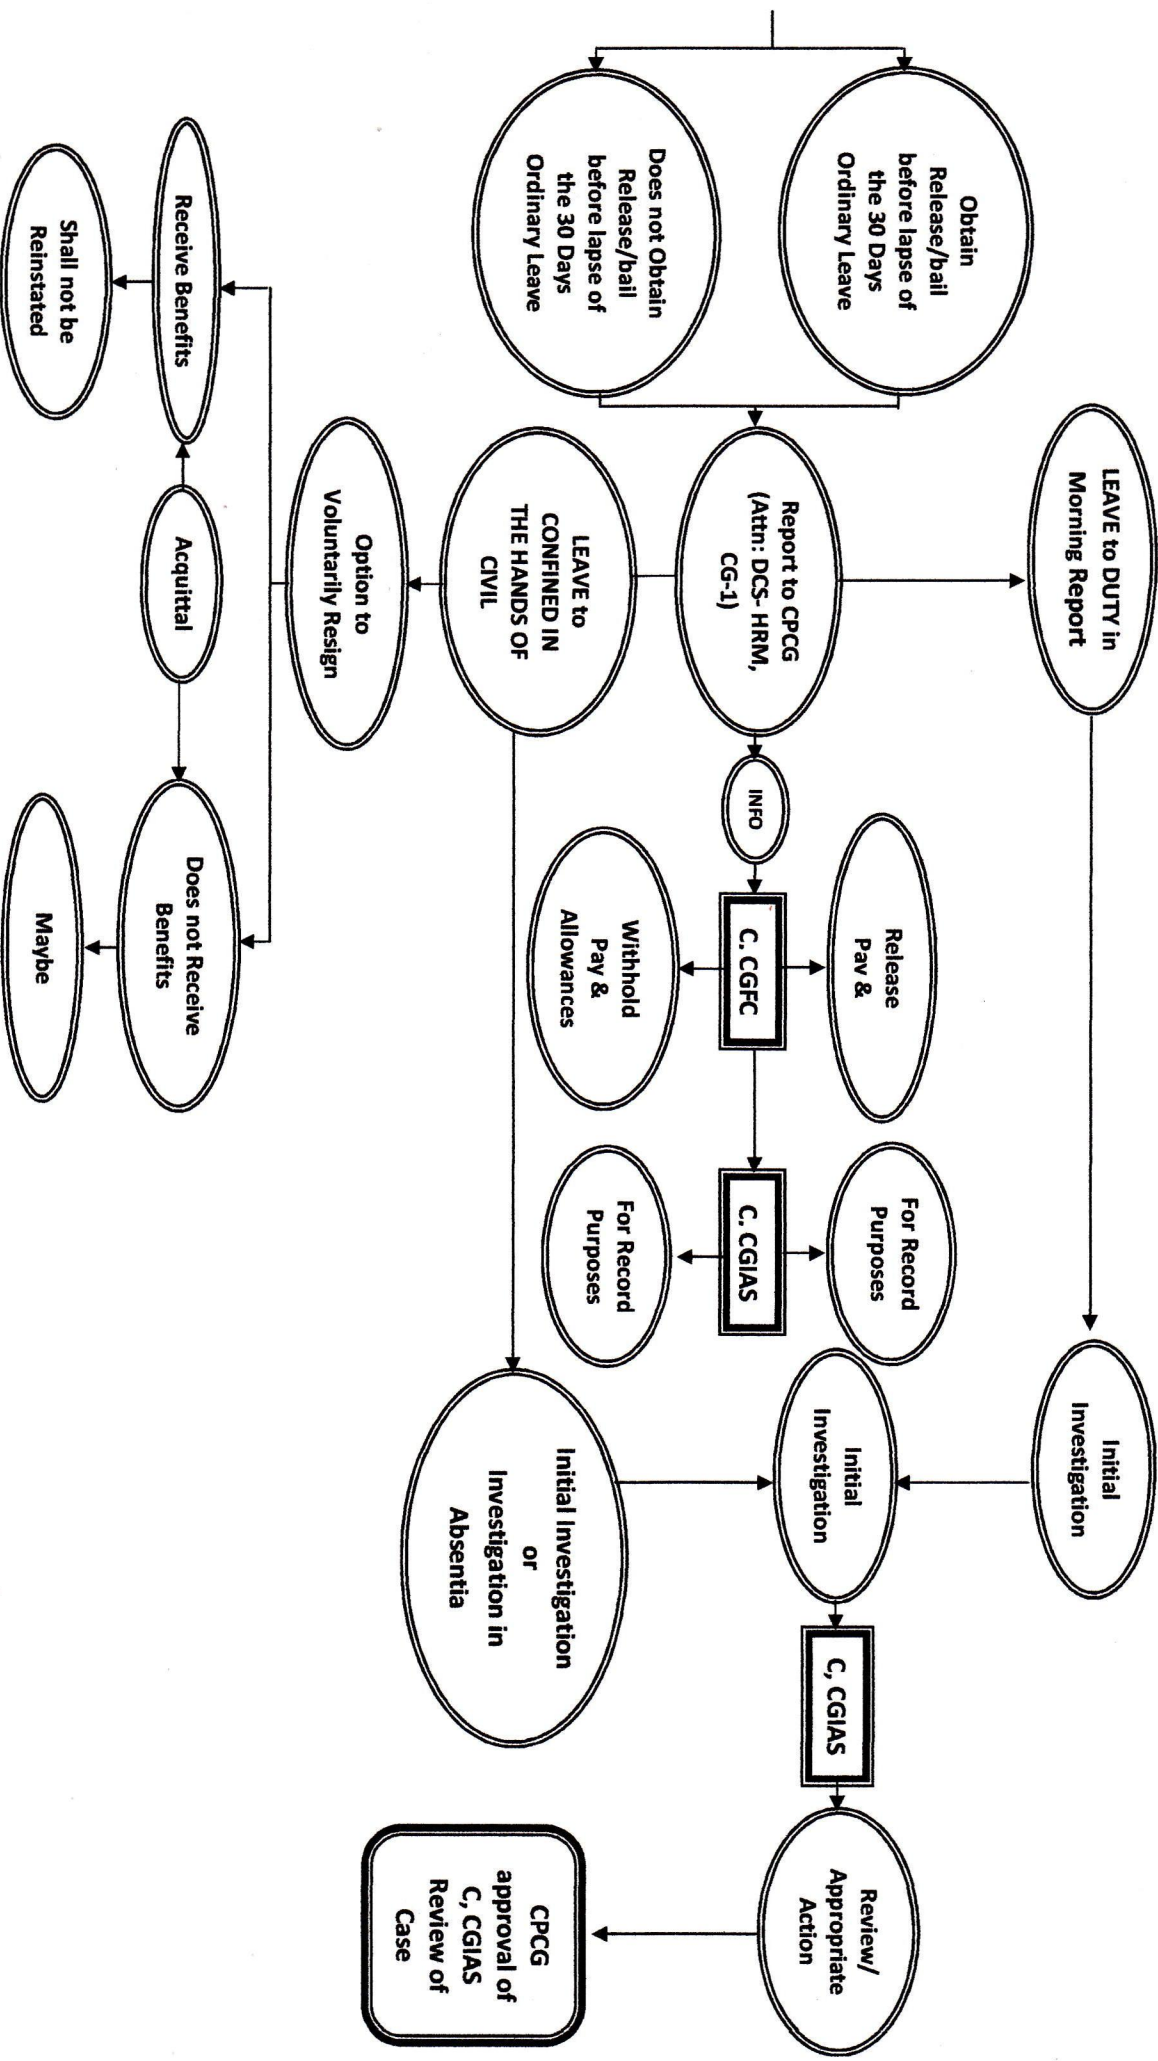 Obtain
Release/bail
before lapse of
the 30 Days
Ordinary Leave
Does not Obtain
Release/bail
before lapse of
the 30 Days
Ordinary Leave
LEAVE to DUTY in
Morning Report
Report to CPCG
(Attn: DCS- HRM,
CG-1)
LEAVE to
CONFINED IN
THE HANDS OF
CIVIL
Option to
Voluntarily Resign
Receive Benefits
Shall not be
Reinstated
Acquittal
Does not Receive
Benefits
Maybe
INFO
C. CGFC
Release
Pav &
Withhold
Pay &
Allowances
C. CGIAS
For Record
Purposes
For Record
Purposes
Initial
Investigation
Initial
Investigation
Initial Investigation
or
Investigation in
Absentia
C, CGIAS
Review/
Appropriate
Action
CPCG
approval of
C, CGIAS
Review of
Case